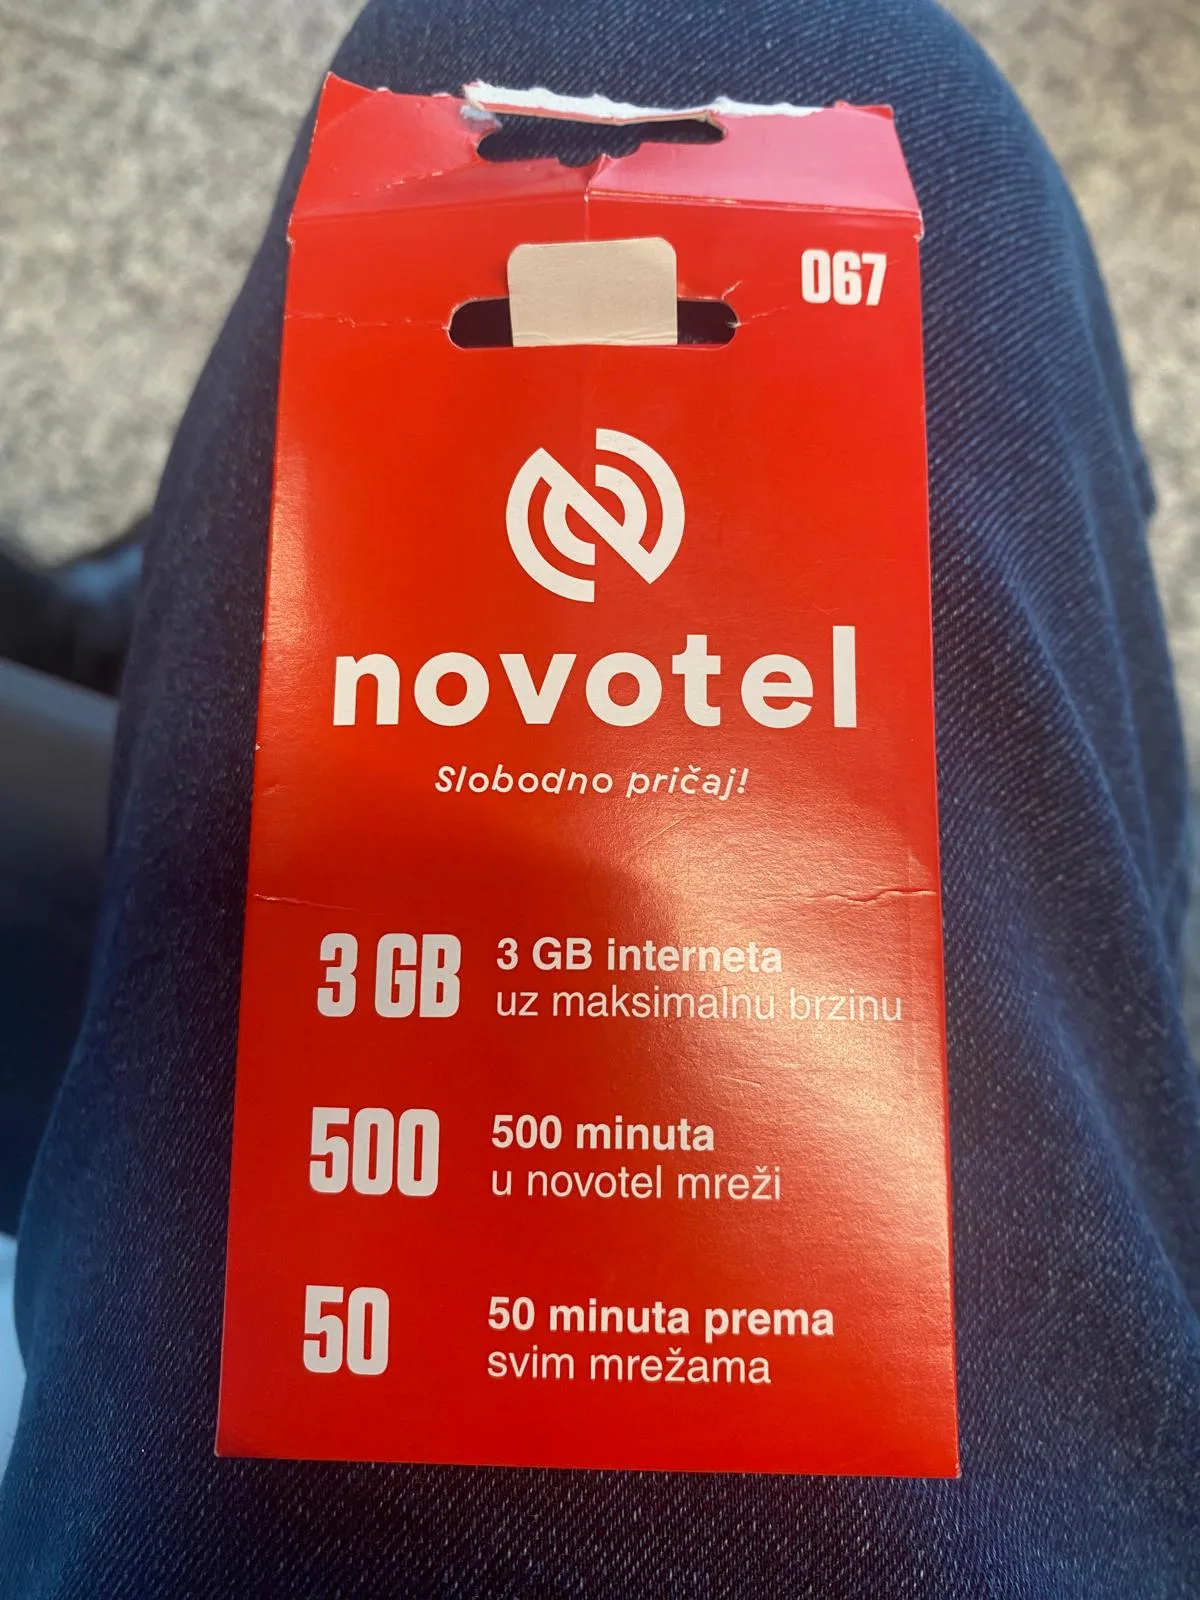 067
novotel
Slobodno pričaj!
3 GB
3 GB interneta
uz maksimalnu brzinu
500
500 minuta
u novotel mreži
50
50 minuta prema
svim mrežama